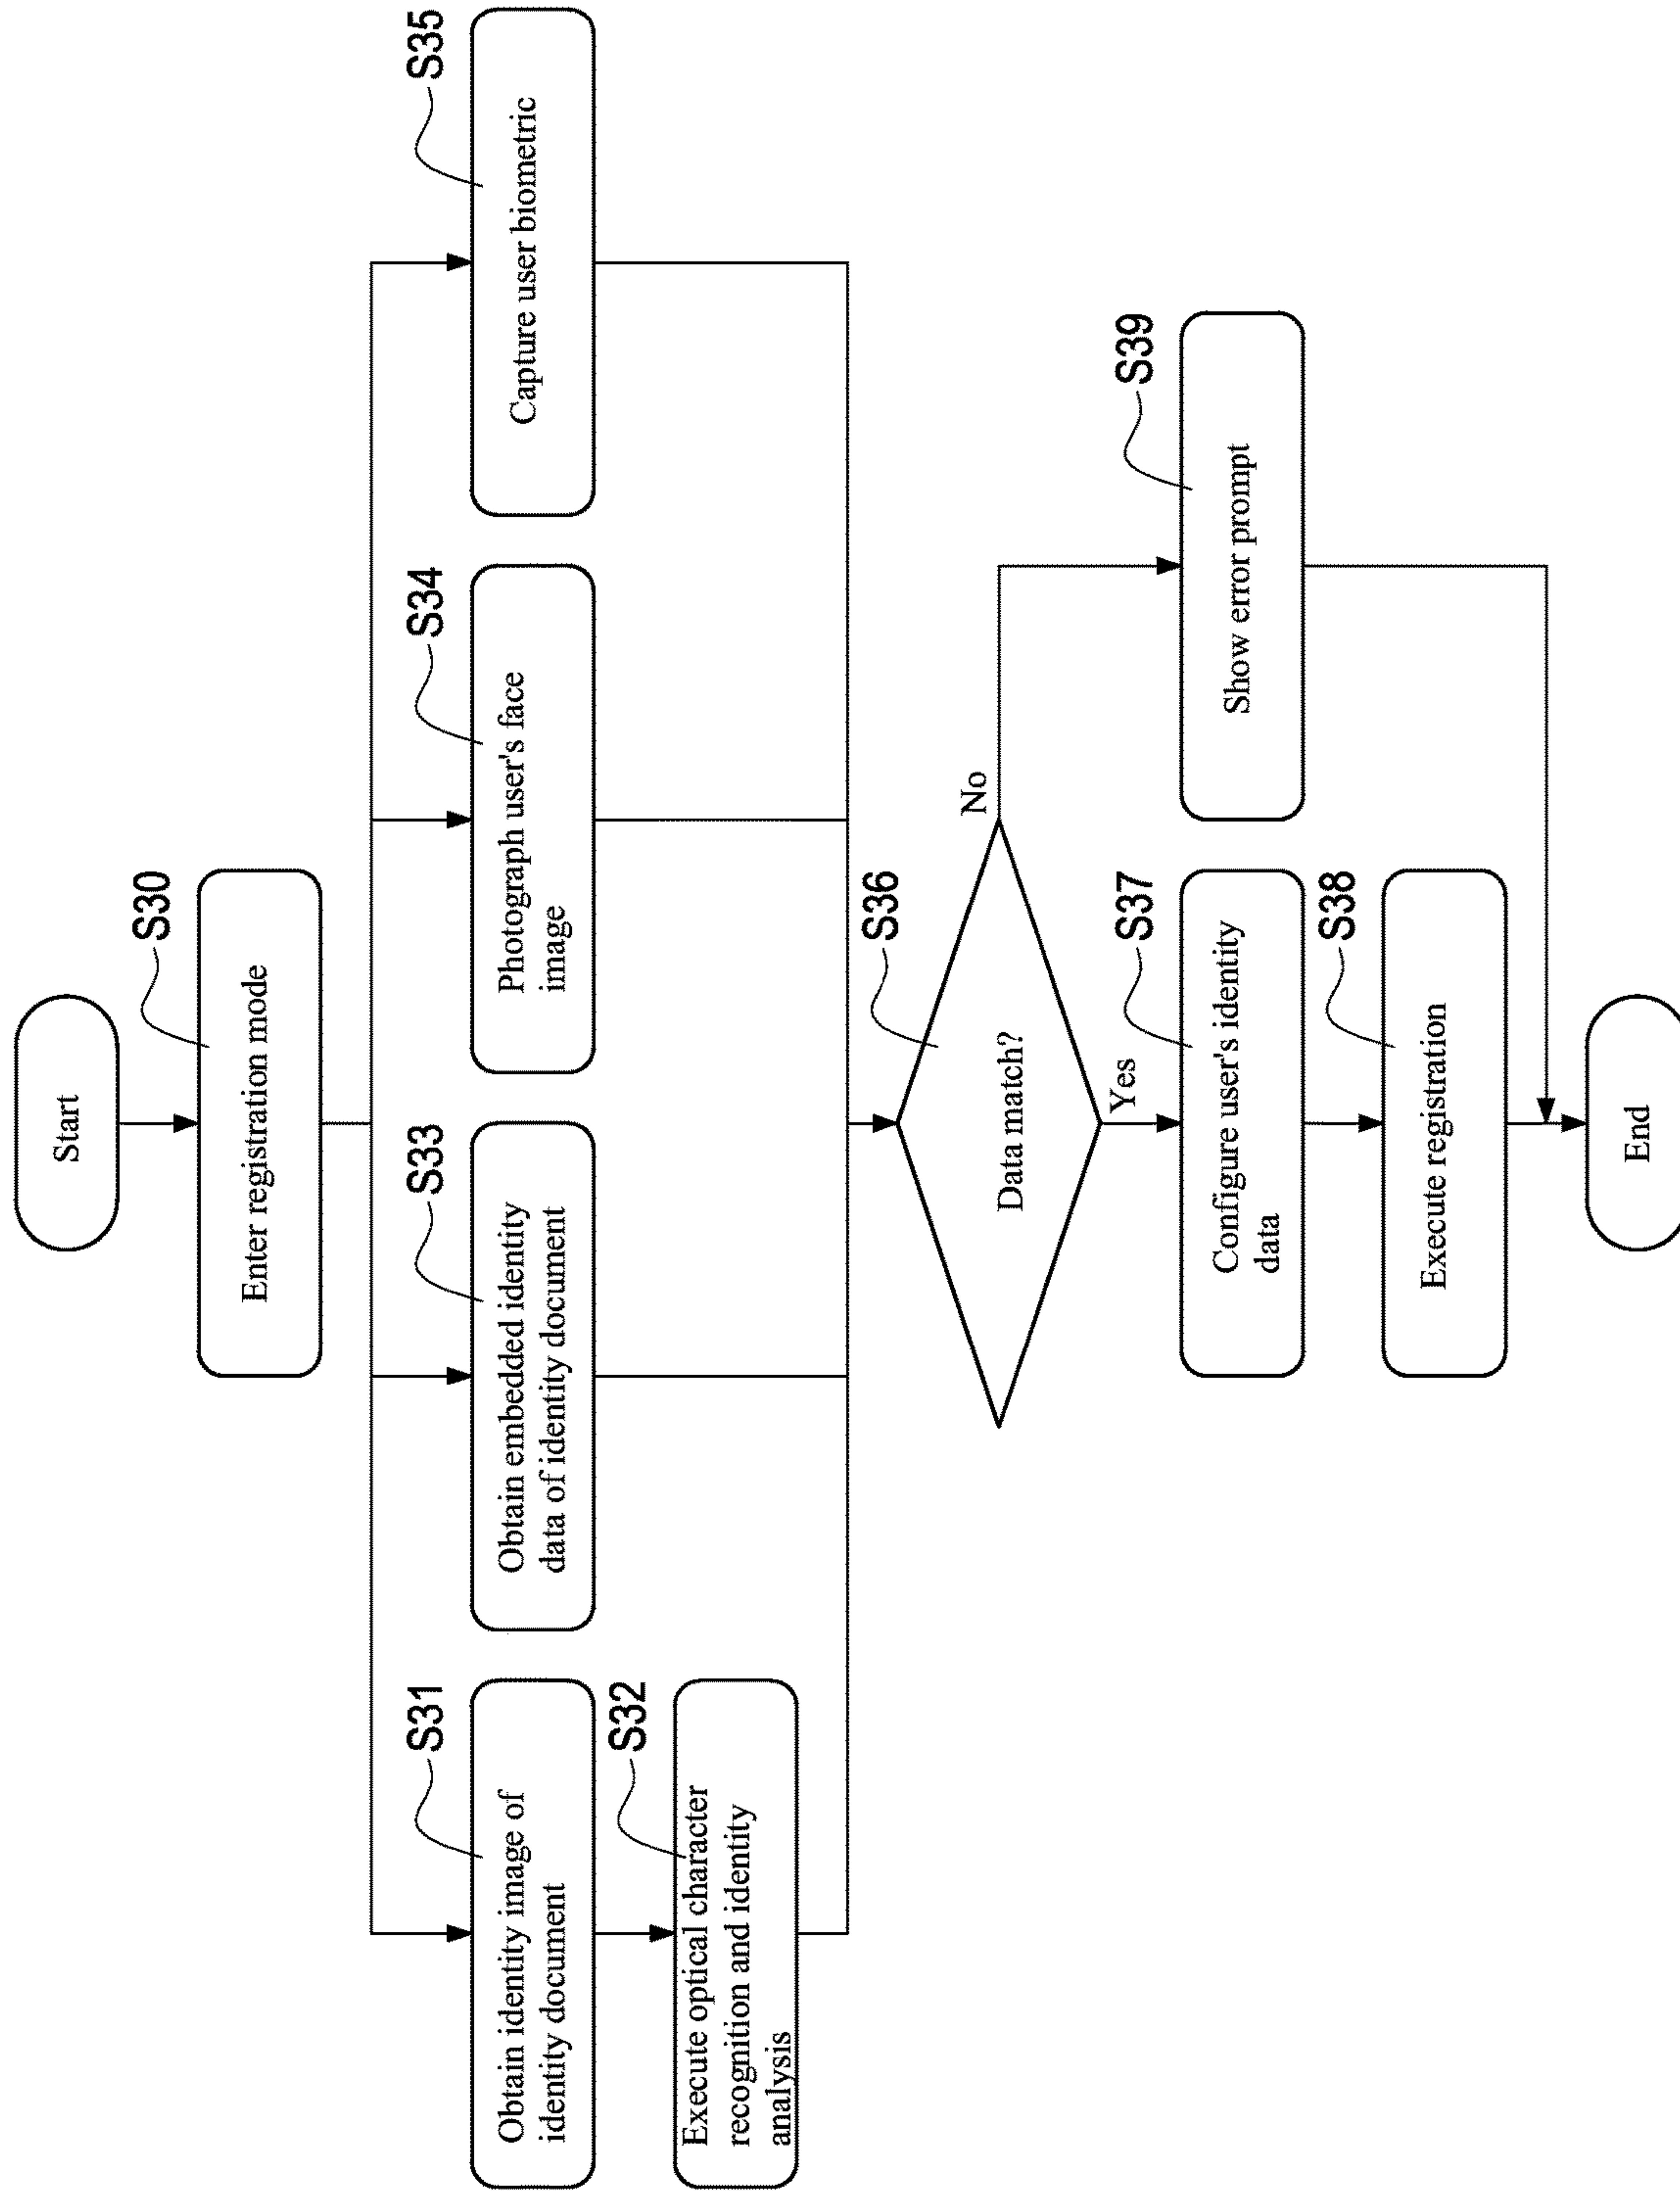 Start
S30
Enter registration mode
S31
Obtain identity image of
identity document
S32
Execute optical character
recognition and identity
analysis
S33
Obtain embedded identity
data of identity document
S34
Photograph user's face
image
S35
Capture user biometric
S36
Data match?
No
Yes
S37
Configure user's identity
data
S38
Execute registration
S39
Show error prompt
End